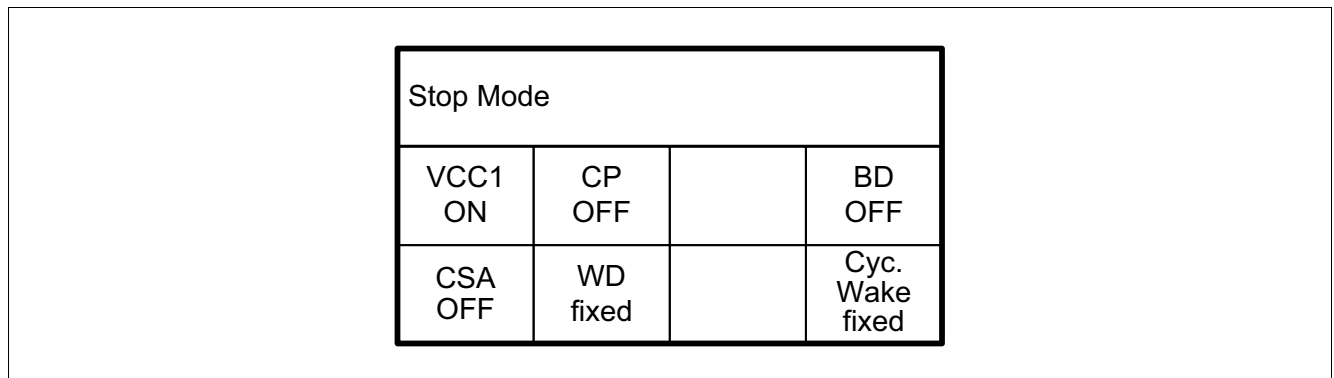 Stop Mode
VCC1
ON
CP
OFF
BD
OFF
CSA
OFF
WD
fixed
Cyc.
Wake
fixed